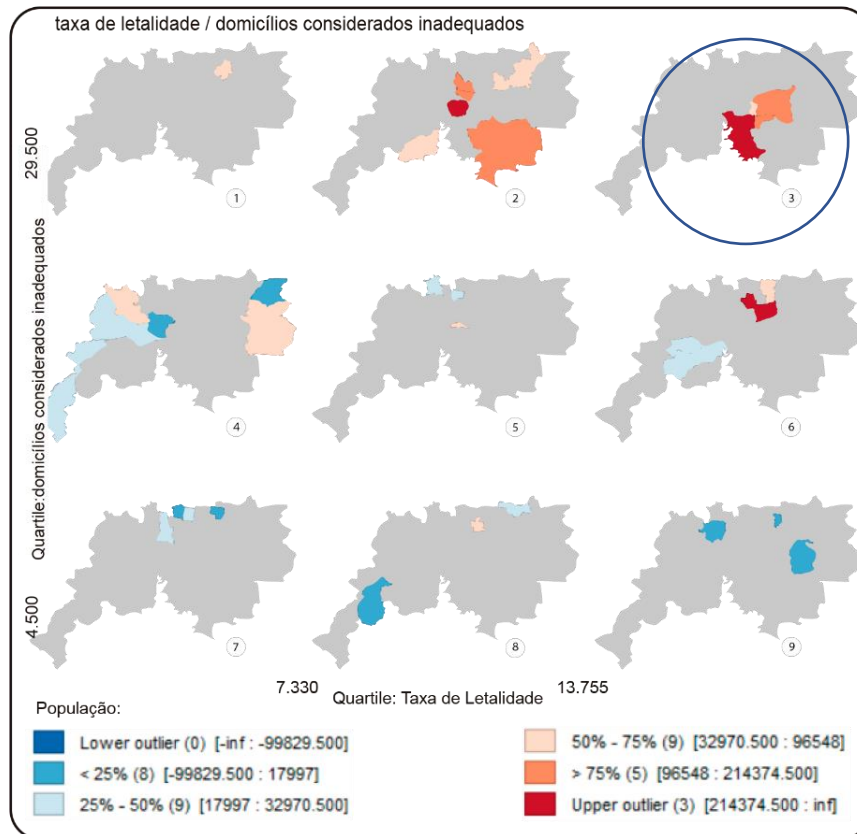 taxa de letalidade / domicílios considerados inadequados
29.500
Quartile:domicílios considerados inadequados
4.500
1
2
3
4
5
6
7
8
9
7.330
Quartile: Taxa de Letalidade
13.755
População:
Lower outlier (0) [-inf : -99829.500]
< 25% (8) [-99829.500 : 17997]
25% - 50% (9) [17997 : 32970.500]
50% - 75% (9) [32970.500 : 96548]
> 75% (5) [96548 : 214374.500]
Upper outlier (3) [214374.500 : inf]